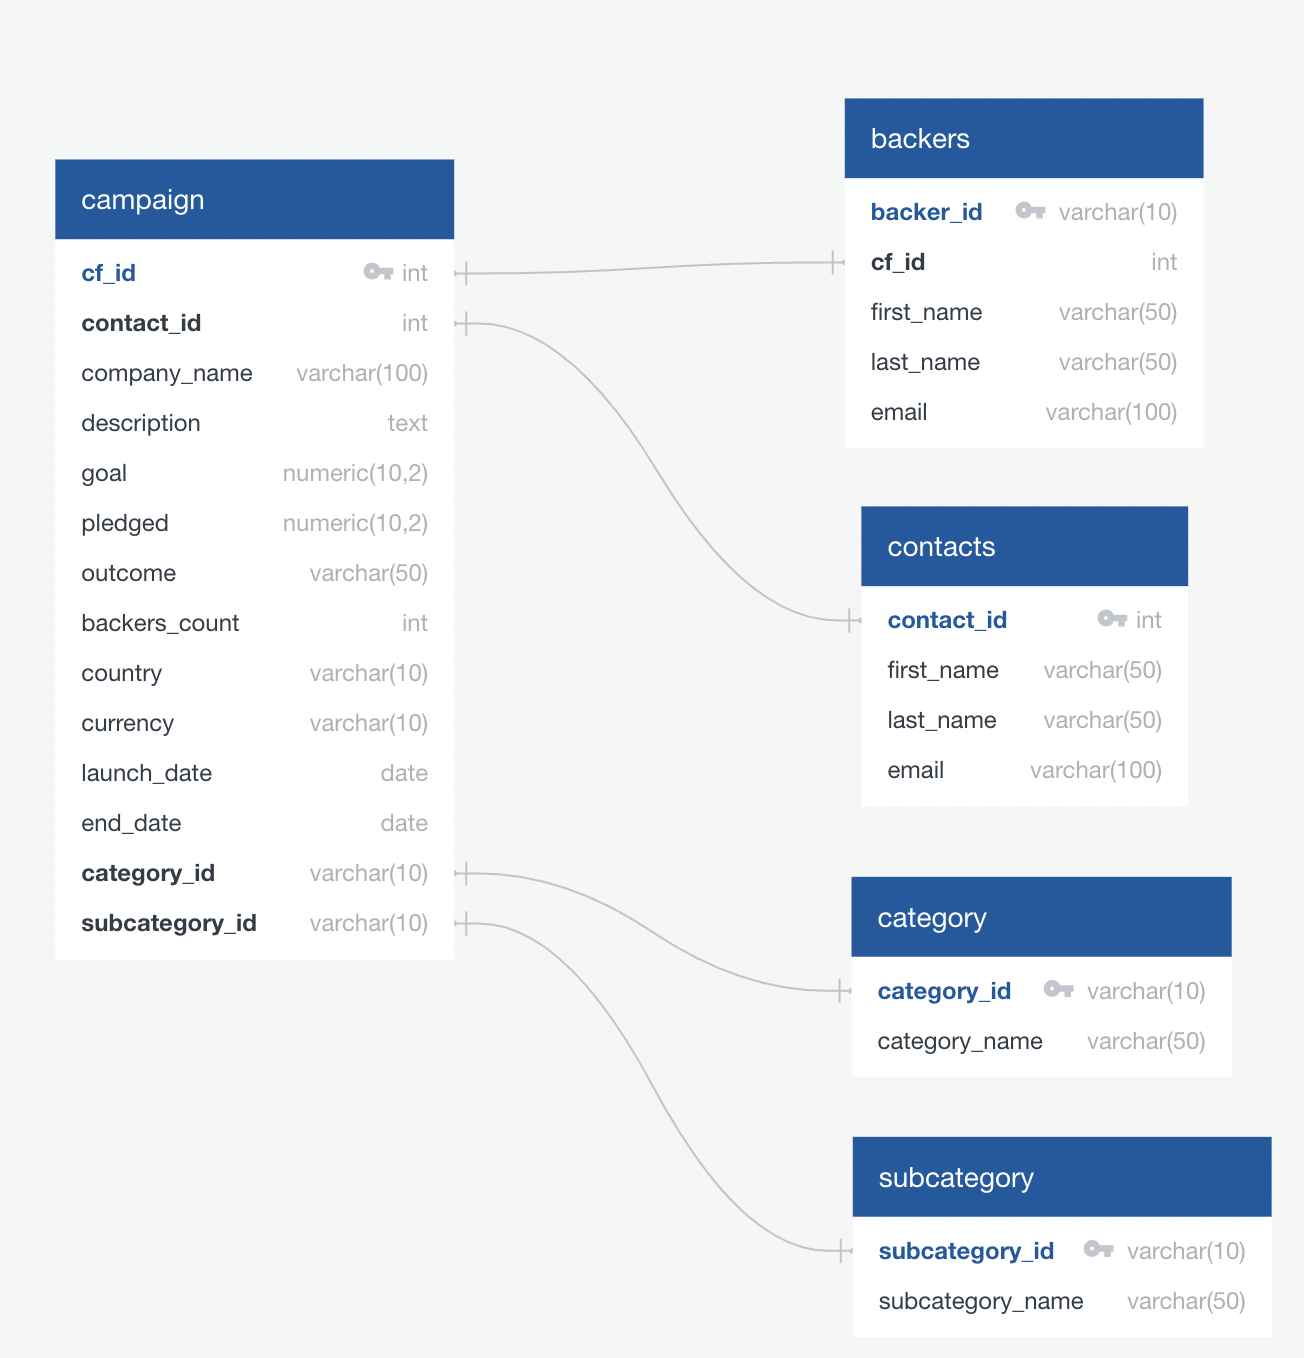 campaign
cf_id int
contact_id int
company_name varchar(100)
description text
goal numeric(10,2)
pledged numeric(10,2)
outcome varchar(50)
backers_count int
country varchar(10)
currency varchar(10)
launch_date date
end_date date
category_id varchar(10)
subcategory_id varchar(10)
backers
backer_id varchar(10)
cf_id int
first_name varchar(50)
last_name varchar(50)
email varchar(100)
contacts
contact_id int
first_name varchar(50)
last_name varchar(50)
email varchar(100)
category
category_id varchar(10)
category_name varchar(50)
subcategory
subcategory_id varchar(10)
subcategory_name varchar(50)